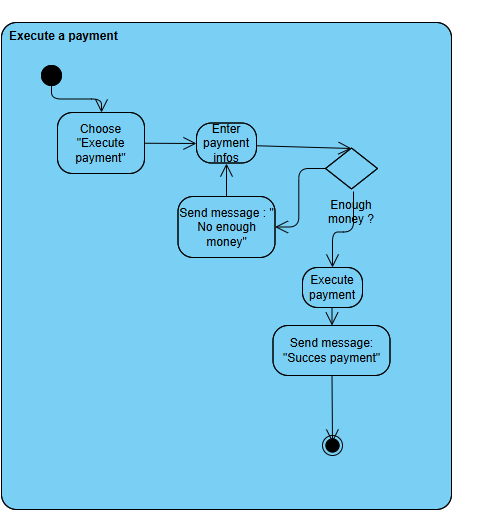 Execute a payment
Choose
"Execute
payment"
Enter
payment
infos
Send message : "
No enough
money"
Enough
money ?
Execute
payment
Send message:
"Succes payment"